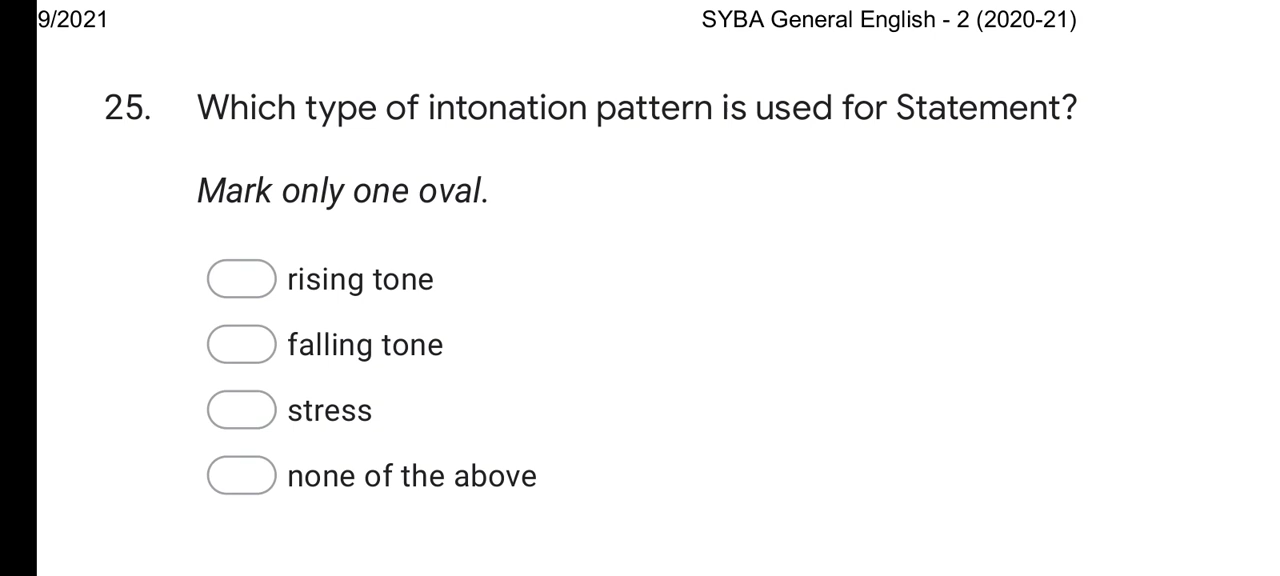 9/2021
SYBA General English - 2 (2020-21)
25. Which type of intonation pattern is used for Statement?
Mark only one oval.
rising tone
falling tone
stress
none of the above